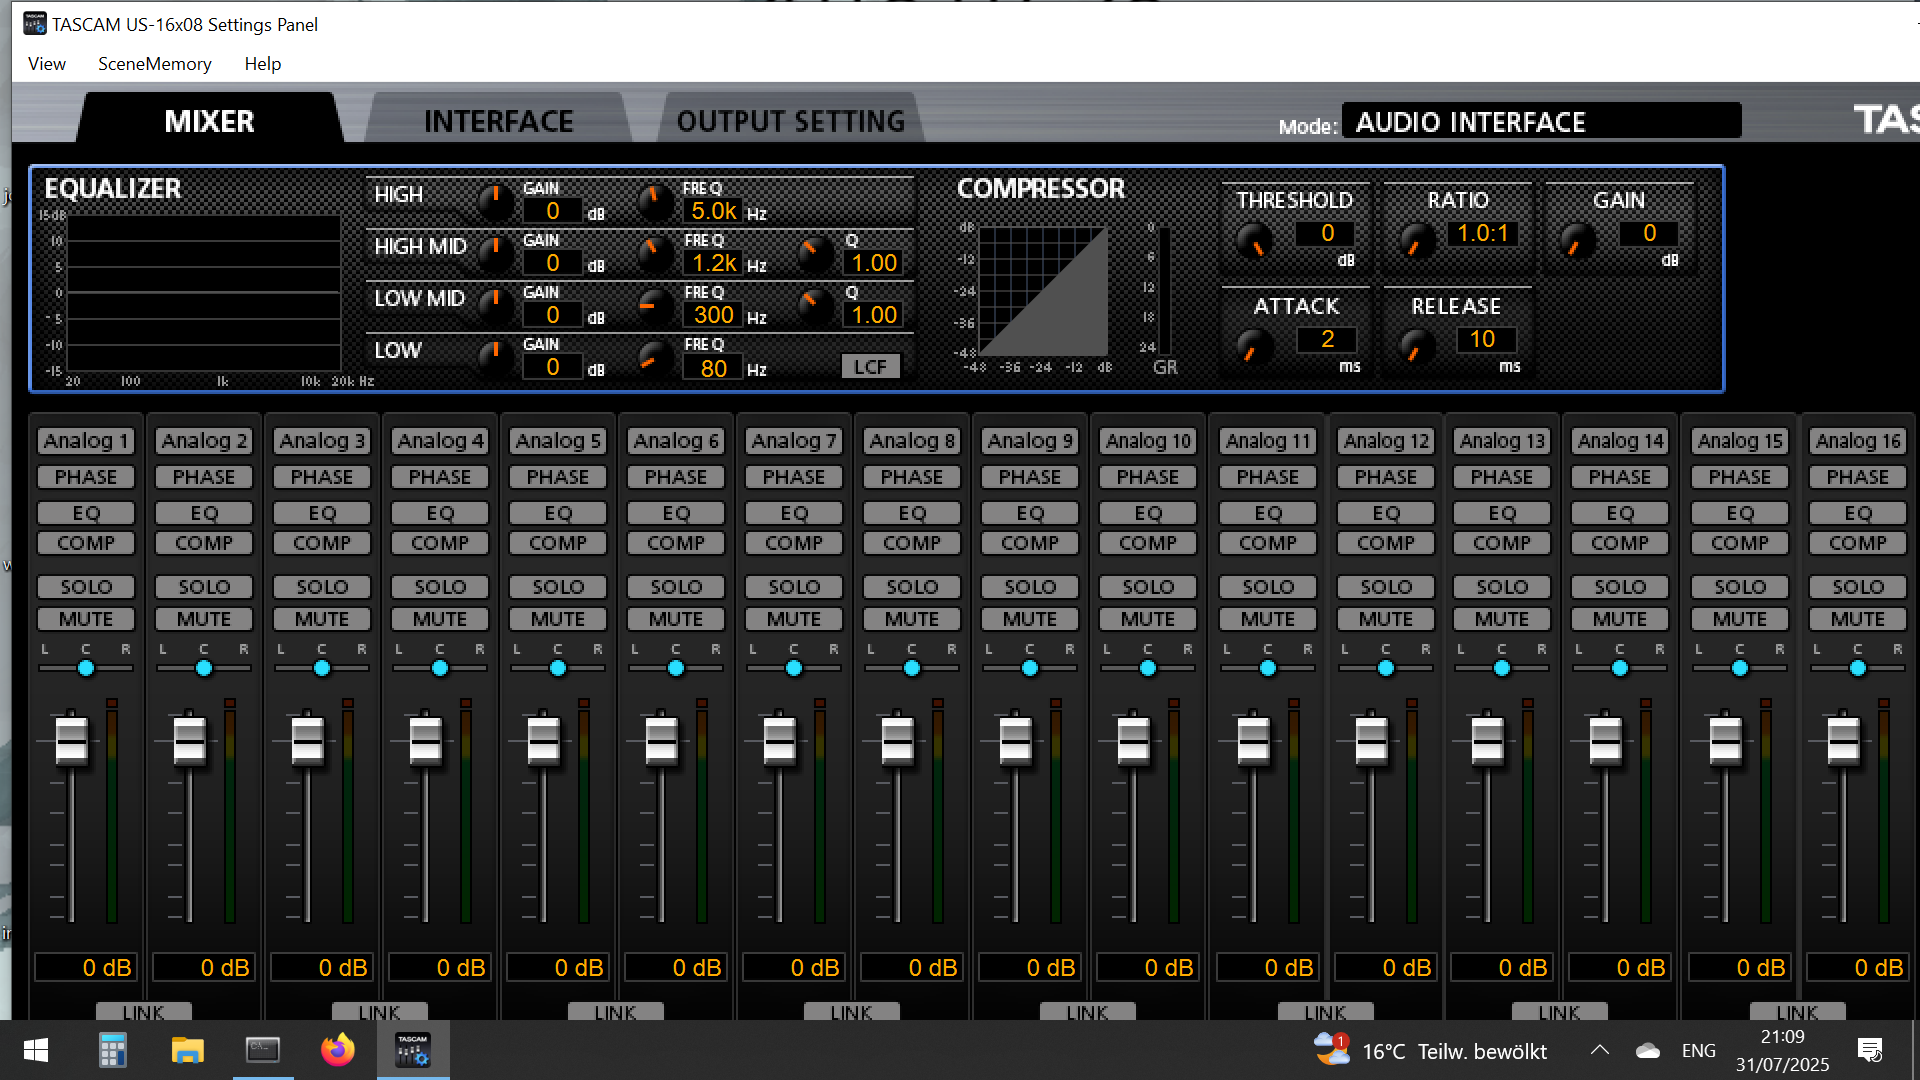 TASCAM US-16x08 Settings Panel
View SceneMemory Help
MIXER INTERFACE OUTPUT SETTING Mode: AUDIO INTERFACE
EQUALIZER
15dB
10
5
0
-5
-10
-15
20 100 1k 10k 20k Hz
HIGH GAIN 0 dB FREQ 5.0k Hz
HIGH MID GAIN 0 dB FREQ 1.2k Hz Q 1.00
LOW MID GAIN 0 dB FREQ 300 Hz Q 1.00
LOW GAIN 0 dB FREQ 80 Hz LCF
COMPRESSOR
dB
-12
-24
-36
-48
-48 -36 -24 -12 dB
0
6
12
18
24
GR
THRESHOLD 0 dB
RATIO 1.0:1
GAIN 0 dB
ATTACK 2 ms
RELEASE 10 ms
Analog 1 Analog 2 Analog 3 Analog 4 Analog 5 Analog 6 Analog 7 Analog 8 Analog 9 Analog 10 Analog 11 Analog 12 Analog 13 Analog 14 Analog 15 Analog 16
PHASE PHASE PHASE PHASE PHASE PHASE PHASE PHASE PHASE PHASE PHASE PHASE PHASE PHASE PHASE PHASE
EQ EQ EQ EQ EQ EQ EQ EQ EQ EQ EQ EQ EQ EQ EQ EQ
COMP COMP COMP COMP COMP COMP COMP COMP COMP COMP COMP COMP COMP COMP COMP COMP
SOLO SOLO SOLO SOLO SOLO SOLO SOLO SOLO SOLO SOLO SOLO SOLO SOLO SOLO SOLO SOLO
MUTE MUTE MUTE MUTE MUTE MUTE MUTE MUTE MUTE MUTE MUTE MUTE MUTE MUTE MUTE MUTE
L C R L C R L C R L C R L C R L C R L C R L C R L C R L C R L C R L C R L C R L C R L C R L C R
0 dB 0 dB 0 dB 0 dB 0 dB 0 dB 0 dB 0 dB 0 dB 0 dB 0 dB 0 dB 0 dB 0 dB 0 dB 0 dB
LINK LINK LINK LINK LINK LINK LINK LINK
TASCAM
1
16°C Teilw. bewölkt
ENG
21:09
31/07/2025